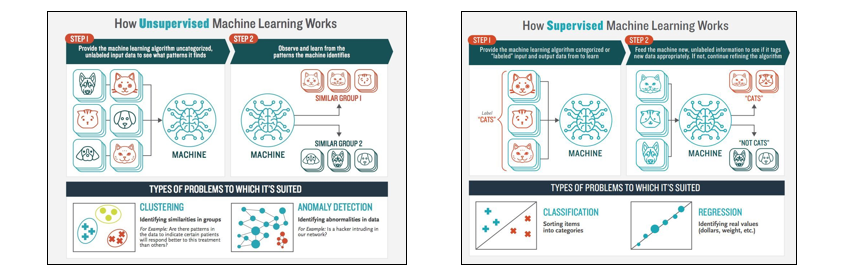 How Unsupervised Machine Learning Works
STEP 1
Provide the machine learning algorithm uncategorized,
unlabeled input data to see what patterns it finds
STEP 2
Observe and learn from the
patterns the machine identifies
MACHINE
MACHINE
SIMILAR GROUP 1
SIMILAR GROUP 2
TYPES OF PROBLEMS TO WHICH IT'S SUITED
CLUSTERING
Identifying similarities in groups
For Example: Are there patterns in
the data to indicate certain patients
will respond better to this treatment
than others?
ANOMALY DETECTION
Identifying abnormalities in data
For Example: Is a hacker intruding in
our network?
How Supervised Machine Learning Works
STEP 1
Provide the machine learning algorithm categorized or
"labeled" input and output data from to learn
STEP 2
Feed the machine new, unlabeled information to see if it tags
new data appropriately. If not, continue refining the algorithm
Label
"CATS"
MACHINE
MACHINE
"CATS"
"NOT CATS"
TYPES OF PROBLEMS TO WHICH IT'S SUITED
CLASSIFICATION
Sorting items
into categories
REGRESSION
Identifying real values
(dollars, weight, etc.)